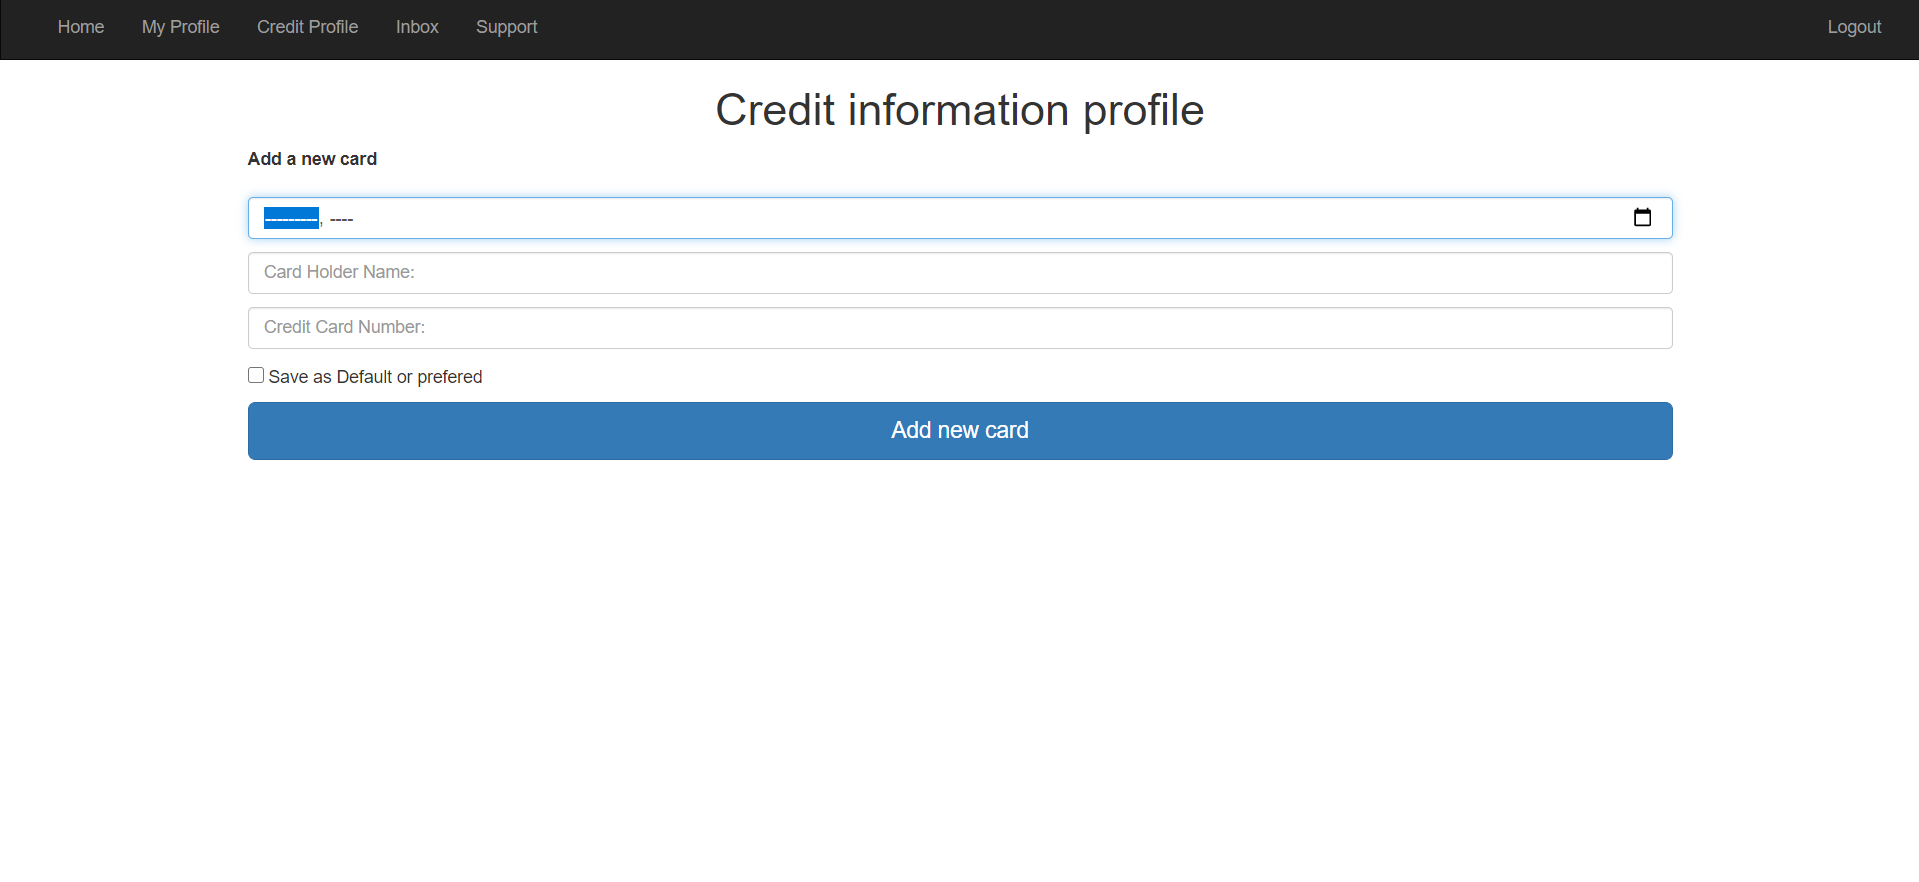 Home My Profile Credit Profile Inbox Support Logout
Credit information profile
Add a new card
---------, ----
Card Holder Name:
Credit Card Number:
Save as Default or prefered
Add new card